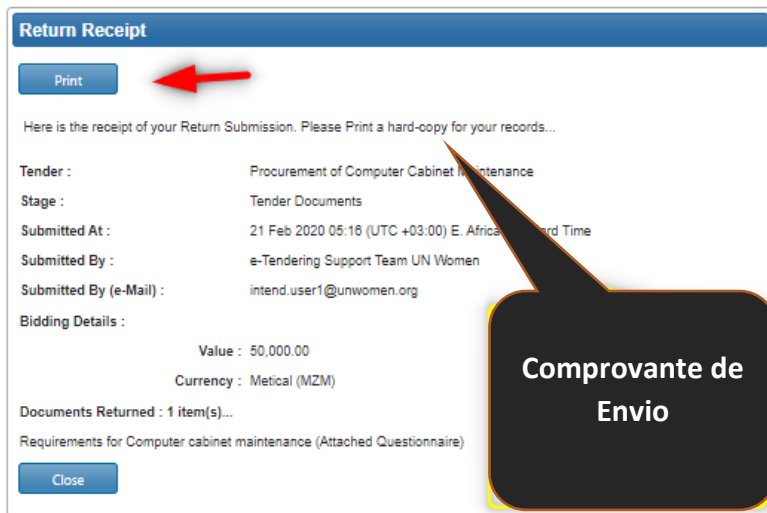 Return Receipt
Print
Here is the receipt of your Return Submission. Please Print a hard-copy for your records...
Tender : Procurement of Computer Cabinet
Stage : Tender Documents
Submitted At : 21 Feb 2020 05:16 (UTC +03:00) E. Time
Submitted By : e-Tendering Support Team UN Women
Submitted By (e-Mail) : intend.user1@unwomen.org
Bidding Details :
Value : 50,000.00
Currency : Metical (MZM)
Documents Returned : 1 item(s)...
Requirements for Computer cabinet maintenance (Attached Questionnaire)
Close
Comprovante de
Envio